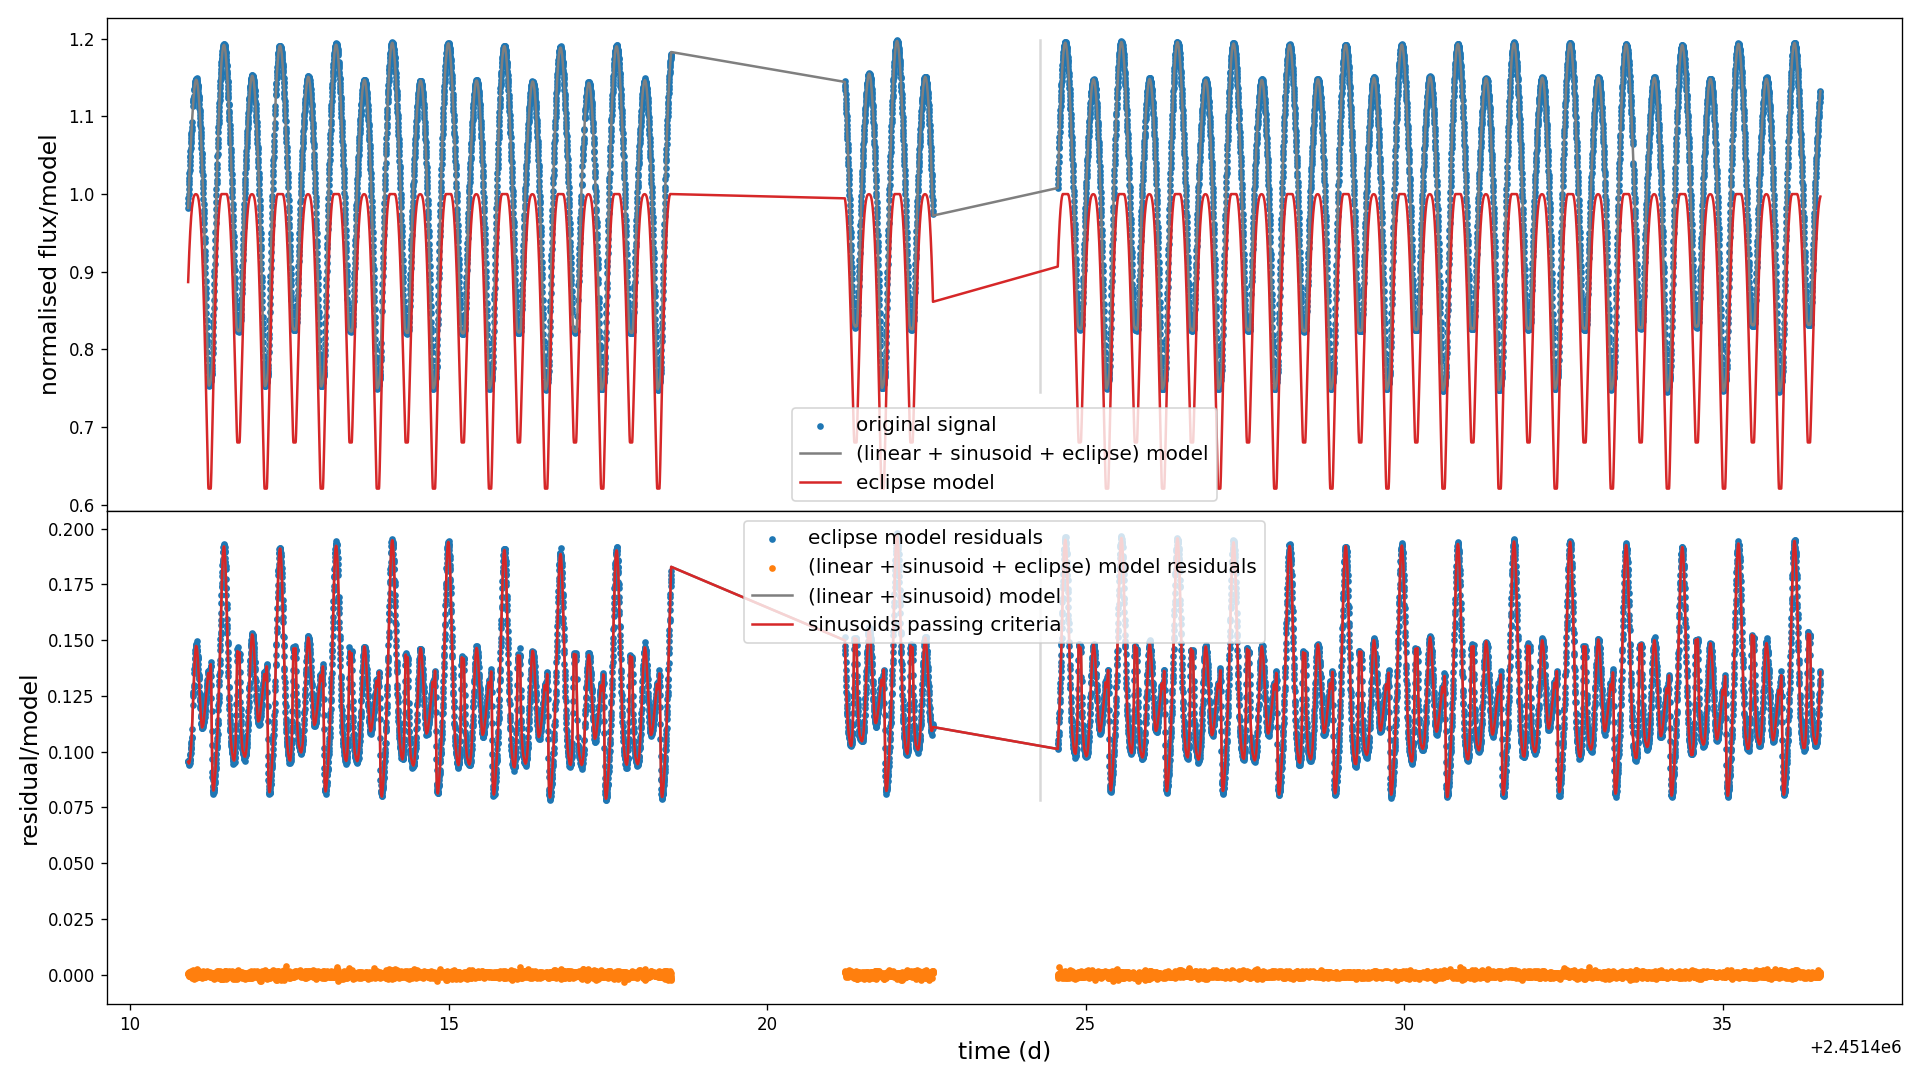 1.2
1.1
1.0
0.9
0.8
0.7
0.6
normalised flux/model
original signal
(linear + sinusoid + eclipse) model
eclipse model
0.200
0.175
0.150
0.125
0.100
0.075
0.050
0.025
0.000
residual/model
eclipse model residuals
(linear + sinusoid + eclipse) model residuals
(linear + sinusoid) model
sinusoids passing criteria
10
15
20
25
30
35
time (d)
+2.4514e6